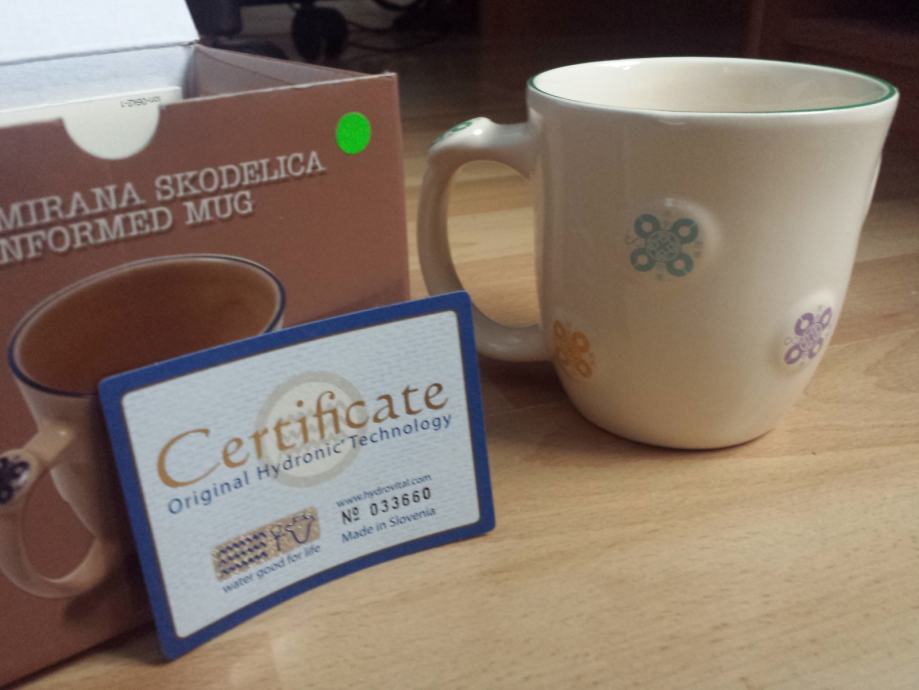 MIRANA SKODELICA
NFORMED MUG
Certificate
Original Hydronic Technology
www.hydrovital.com
Nº 033660
Made in Slovenia
water good for life